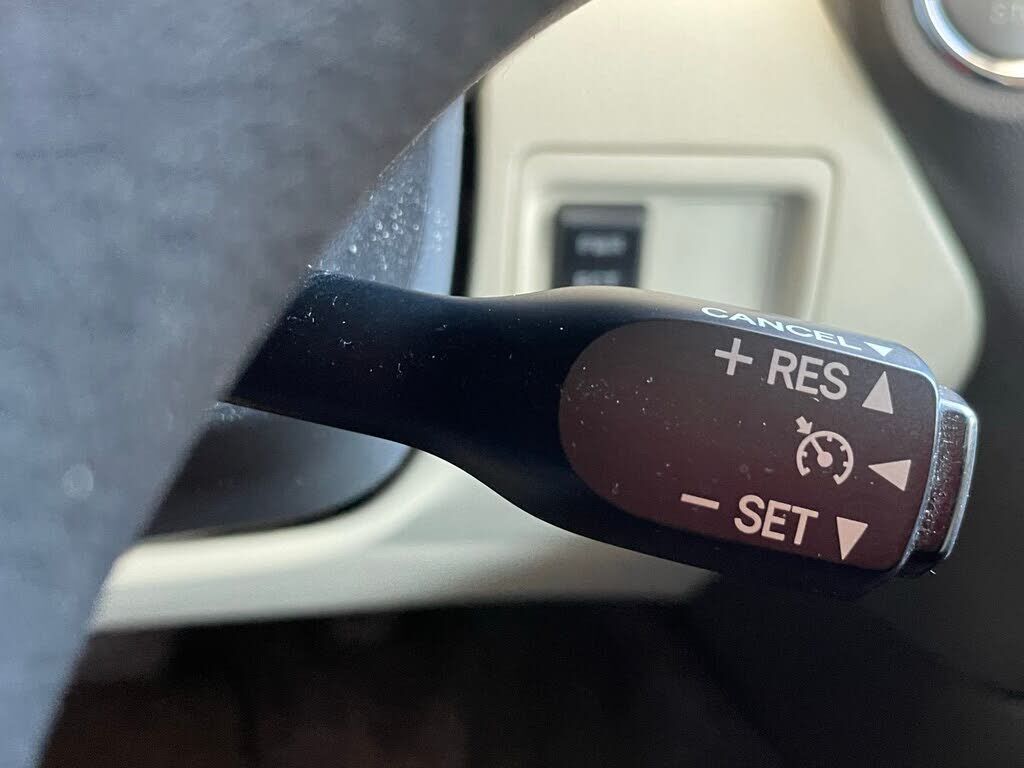 CANCEL▼
+ RES ▲
◀
− SET ▼